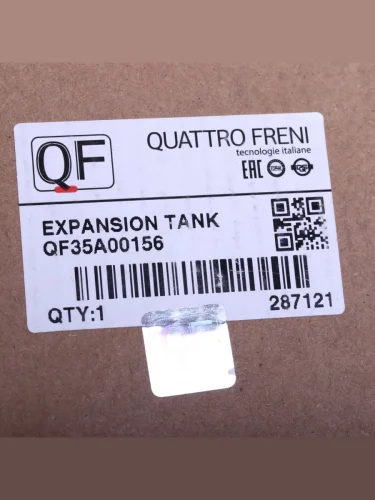 QF
QUATTRO FRENI
tecnologie italiane
EAC
EXPANSION TANK
QF35A00156
QTY:1
287121